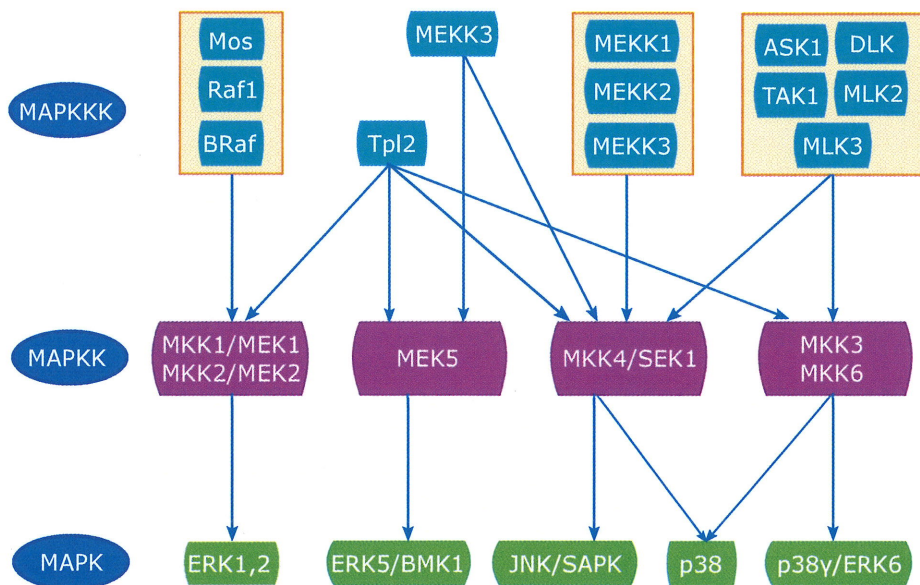 MAPKKK
Mos
Raf1
BRaf
MEKK3
Tpl2
MEKK1
MEKK2
MEKK3
ASK1
DLK
TAK1
MLK2
MLK3
MAPKK
MKK1/MEK1
MKK2/MEK2
MEK5
MKK4/SEK1
MKK3
MKK6
MAPK
ERK1,2
ERK5/BMK1
JNK/SAPK
p38
p38γ/ERK6